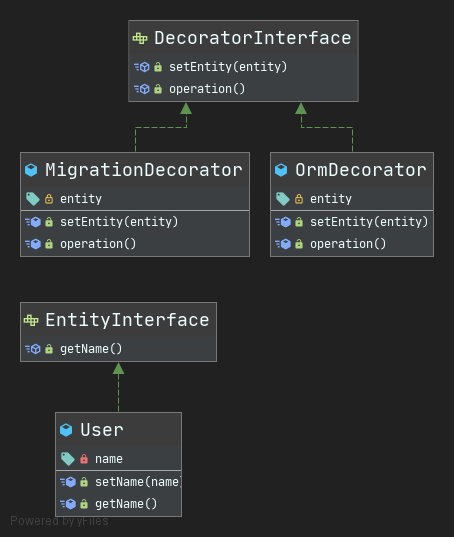 DecoratorInterface
setEntity(entity)
operation()
MigrationDecorator
entity
setEntity(entity)
operation()
OrmDecorator
entity
setEntity(entity)
operation()
EntityInterface
getName()
User
name
setName(name)
getName()
Powered by yFiles